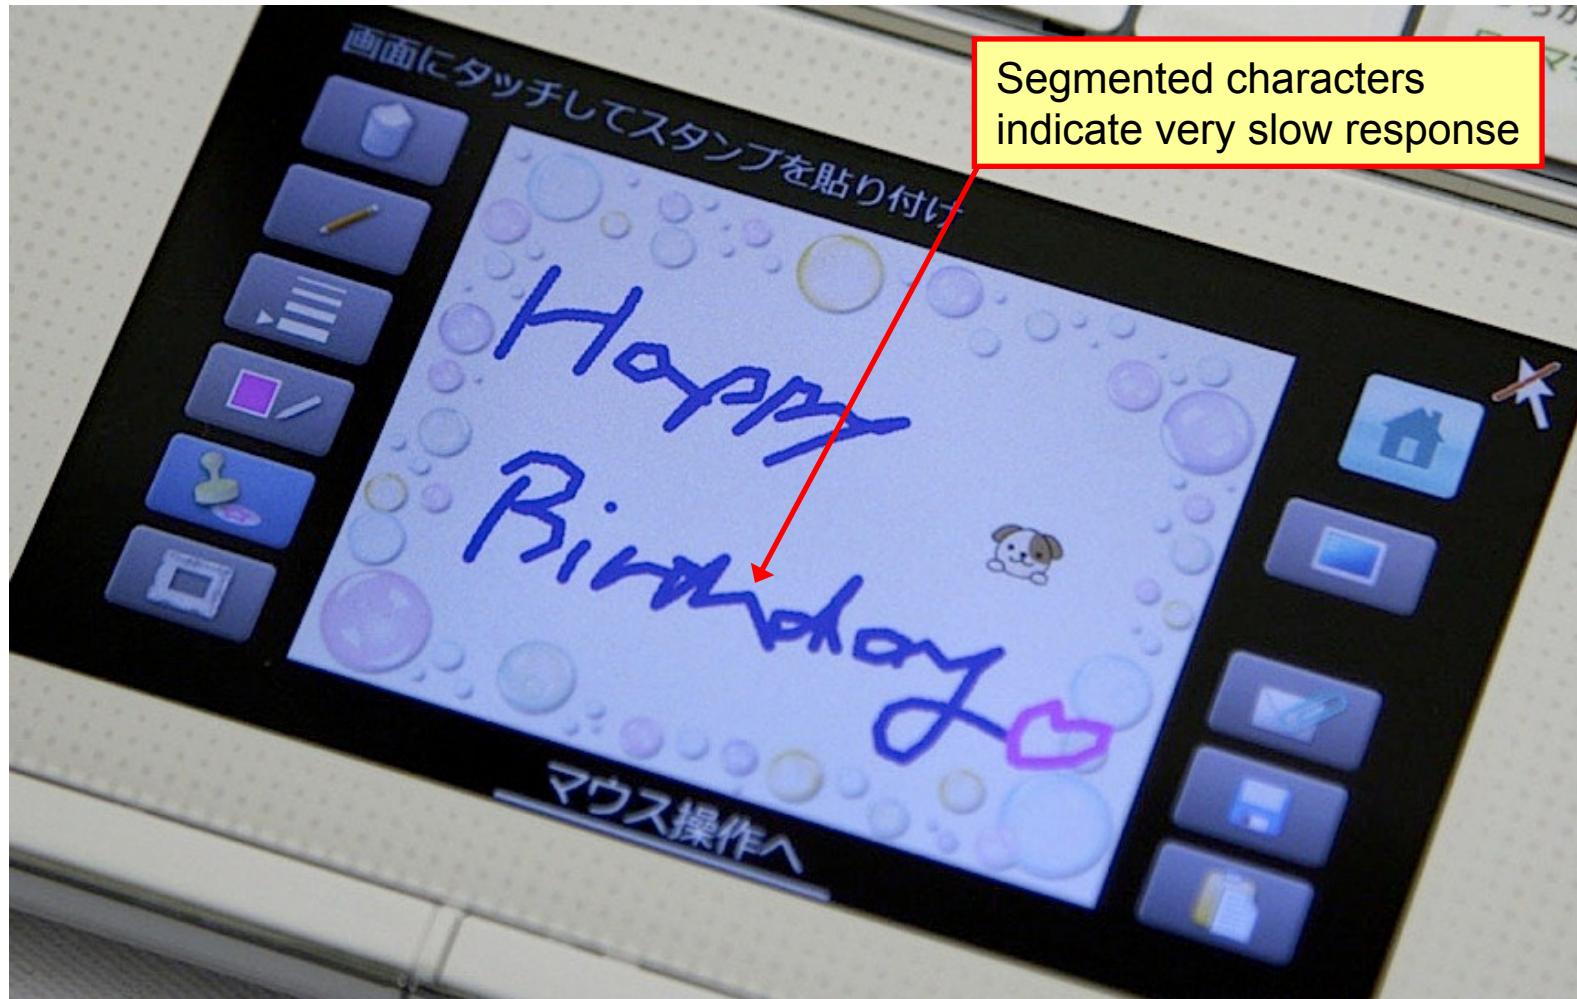 画面にタッチしてスタンプを貼り付け
Segmented characters
indicate very slow response
Happy
Birthday
マウス操作へ